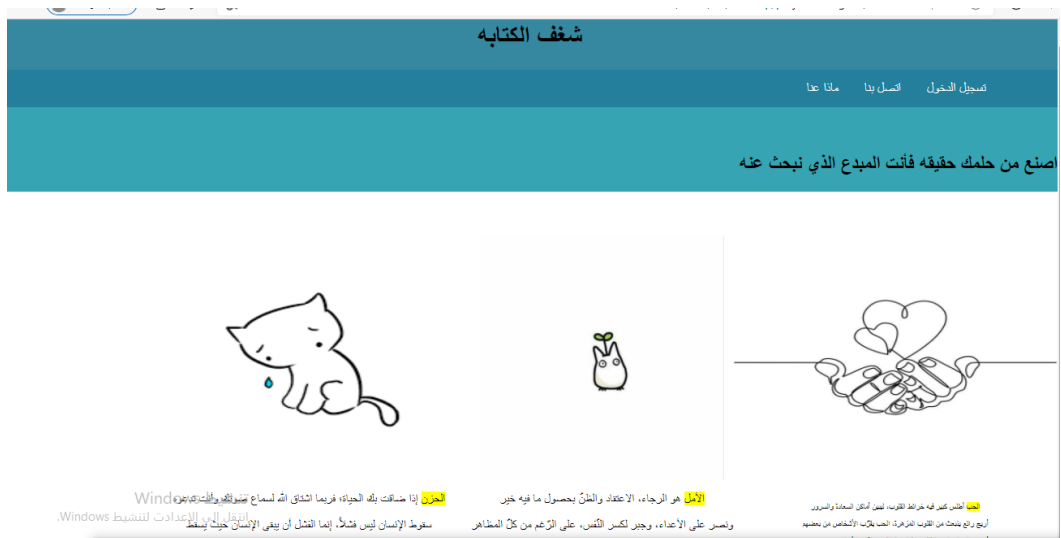 شغف الكتابه
تسجيل الدخول اتصل بنا ماذا عنا
اصنع من حلمك حقيقه فأنت المبدع الذي نبحث عنه
الحب أطلس كبير فيه خرائط القلوب، ليبين أماكن السعادة والسرور
أريج رائع ينبعث من القلوب المزهرة، الحب يقرّب الأشخاص من بعضهم
الأمل هو الرجاء، الاعتقاد والظنّ بحصول ما فيه خير
ونصر على الأعداء، وجبر لكسر النّفس، على الرّغم من كلّ المظاهر
الحزن إذا ضاقت بك الحياة؛ فربما اشتاق الله لسماع صوتك وأنت تدعوه
سقوط الإنسان ليس فشلاً، إنما الفشل أن يبقى الإنسان حيث يسقط
تنشيط Windows
انتقل إلى الإعدادات لتنشيط Windows.